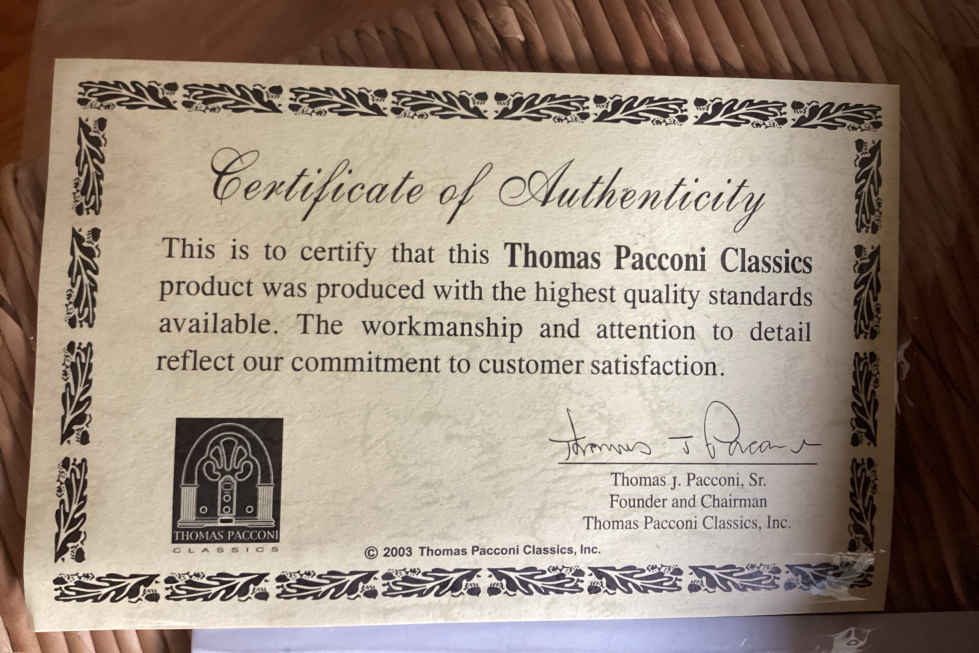 Certificate of Authenticity
This is to certify that this Thomas Pacconi Classics
product was produced with the highest quality standards
available. The workmanship and attention to detail
reflect our commitment to customer satisfaction.
Thomas J Pacconi
Thomas J. Pacconi, Sr.
Founder and Chairman
Thomas Pacconi Classics, Inc.
THOMAS PACCONI
CLASSICS
© 2003 Thomas Pacconi Classics, Inc.